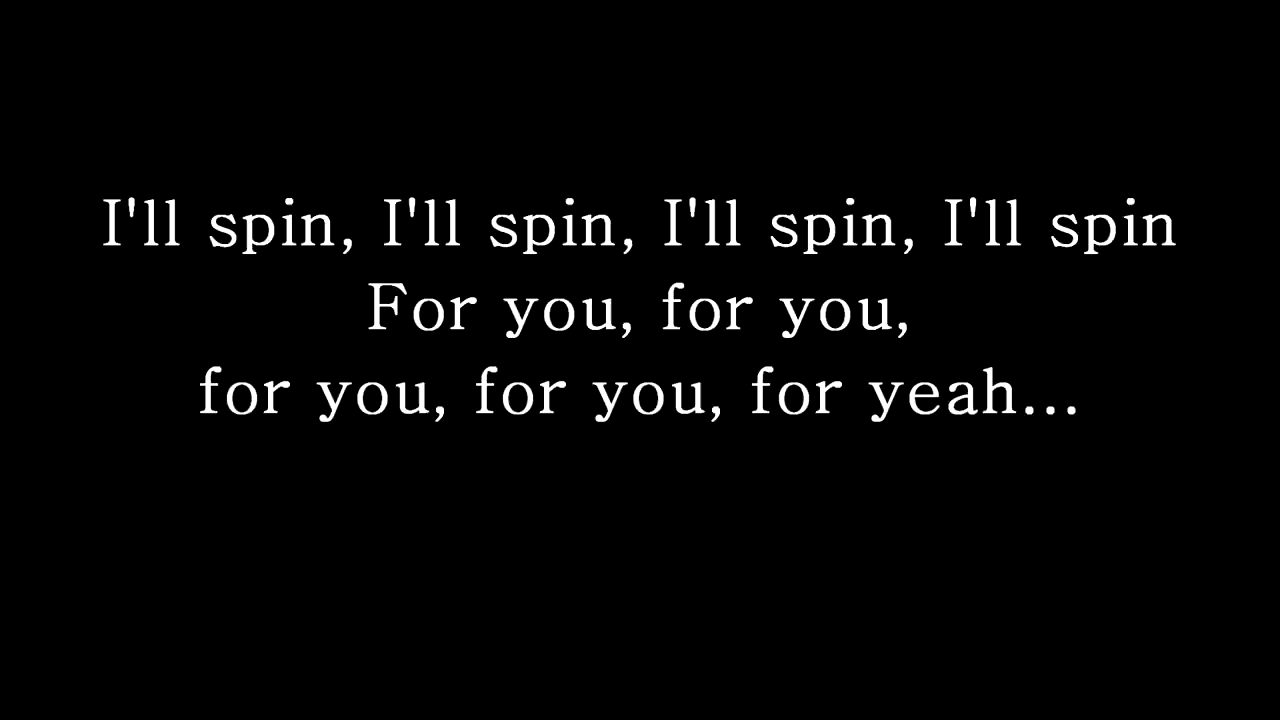 I'll spin, I'll spin, I'll spin, I'll spin
For you, for you,
for you, for you, for yeah...